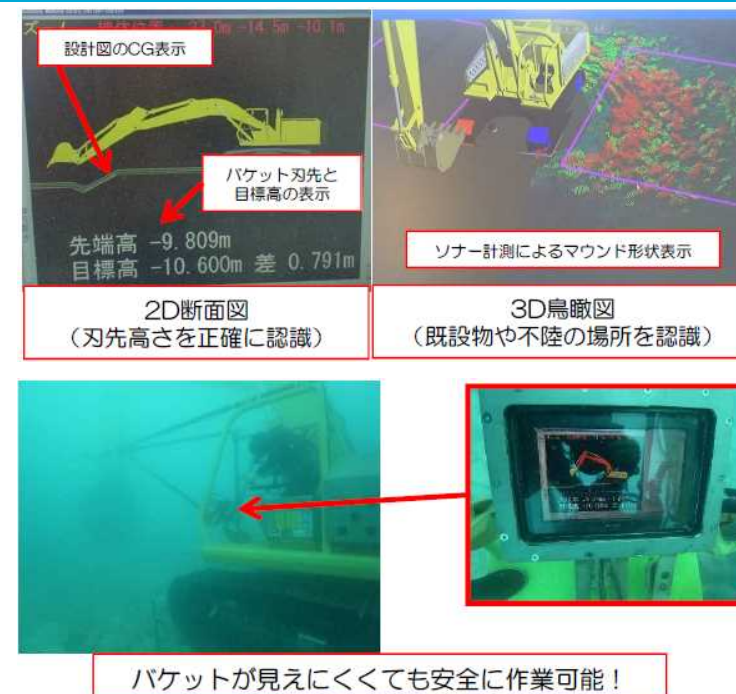 設計図のCG表示
バケット刃先と
目標高の表示
先端高 -9.809m
目標高 -10.600m 差 0.791m
2D断面図
（刃先高さを正確に認識）
ソナー計測によるマウンド形状表示
3D鳥瞰図
（既設物や不陸の場所を認識）
バケットが見えにくくても安全に作業可能！